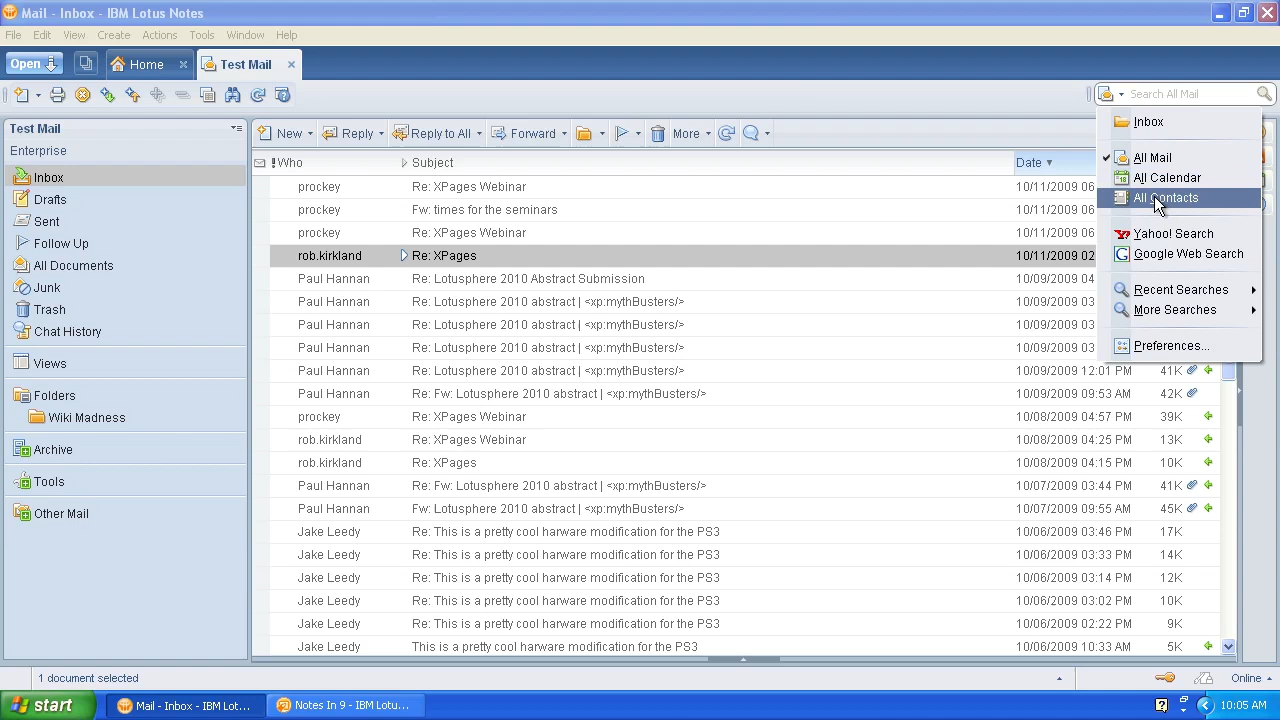 Mail - Inbox - IBM Lotus Notes
File Edit View Create Actions Tools Window Help
Open Home Test Mail
Search All Mail
Test Mail
Enterprise
Inbox
Drafts
Sent
Follow Up
All Documents
Junk
Trash
Chat History
Views
Folders
Wiki Madness
Archive
Tools
Other Mail
New Reply Reply to All Forward More
! Who Subject Date
prockey Re: XPages Webinar 10/11/2009 06
prockey Fw: times for the seminars 10/11/2009 06
prockey Re: XPages Webinar 10/11/2009 06
rob.kirkland Re: XPages 10/11/2009 02
Paul Hannan Re: Lotusphere 2010 Abstract Submission 10/09/2009 04
Paul Hannan Re: Lotusphere 2010 abstract | <xp:mythBusters/> 10/09/2009 03
Paul Hannan Re: Lotusphere 2010 abstract | <xp:mythBusters/> 10/09/2009 03
Paul Hannan Re: Lotusphere 2010 abstract | <xp:mythBusters/> 10/09/2009 03
Paul Hannan Re: Lotusphere 2010 abstract | <xp:mythBusters/> 10/09/2009 12:01 PM 41K
Paul Hannan Re: Fw: Lotusphere 2010 abstract | <xp:mythBusters/> 10/09/2009 09:53 AM 42K
prockey Re: XPages Webinar 10/08/2009 04:57 PM 39K
rob.kirkland Re: XPages Webinar 10/08/2009 04:25 PM 13K
rob.kirkland Re: XPages 10/08/2009 04:15 PM 10K
Paul Hannan Re: Fw: Lotusphere 2010 abstract | <xp:mythBusters/> 10/07/2009 03:44 PM 41K
Paul Hannan Fw: Lotusphere 2010 abstract | <xp:mythBusters/> 10/07/2009 09:55 AM 45K
Jake Leedy Re: This is a pretty cool harware modification for the PS3 10/06/2009 03:46 PM 17K
Jake Leedy Re: This is a pretty cool harware modification for the PS3 10/06/2009 03:33 PM 14K
Jake Leedy Re: This is a pretty cool harware modification for the PS3 10/06/2009 03:14 PM 12K
Jake Leedy Re: This is a pretty cool harware modification for the PS3 10/06/2009 03:02 PM 10K
Jake Leedy Re: This is a pretty cool harware modification for the PS3 10/06/2009 02:22 PM 9K
Jake Leedy This is a pretty cool harware modification for the PS3 10/06/2009 10:33 AM 5K
Inbox
All Mail
All Calendar
All Contacts
Yahoo! Search
Google Web Search
Recent Searches
More Searches
Preferences...
1 document selected Online
start Mail - Inbox - IBM Lot... Notes In 9 - IBM Lotu... 10:05 AM